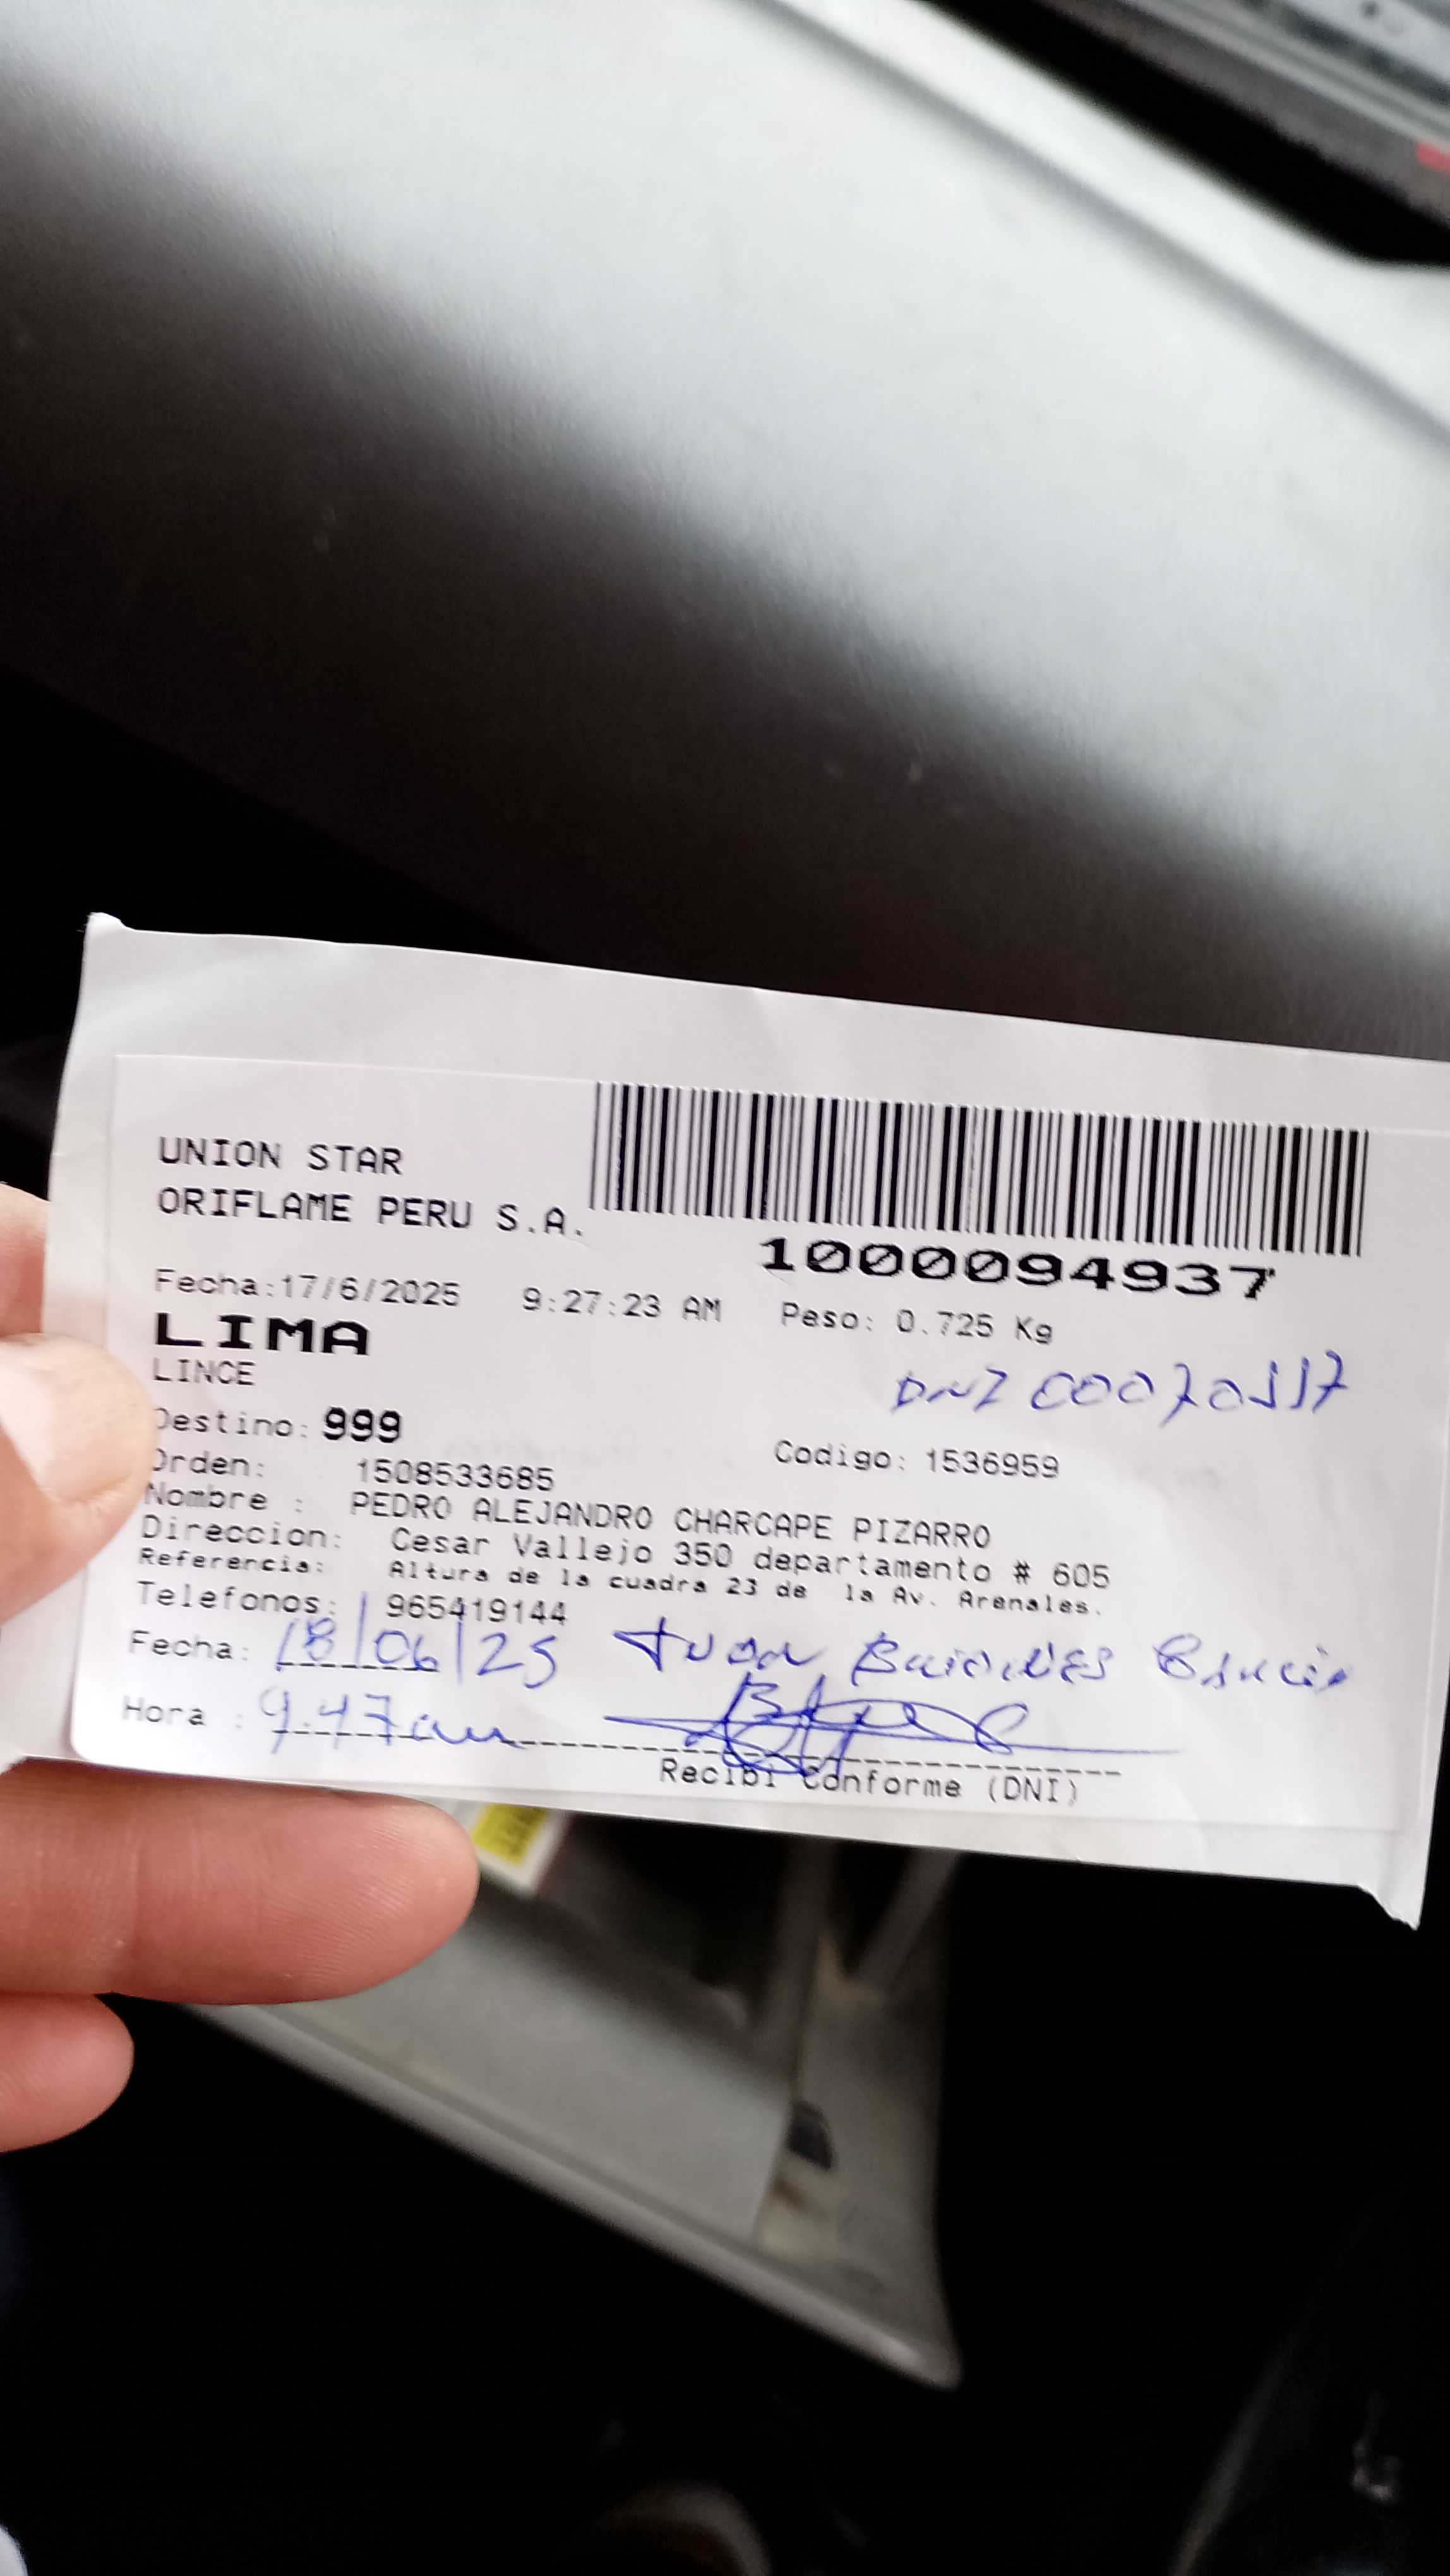 UNION STAR
ORIFLAME PERU S.A.
1000094937
Fecha:17/6/2025 9:27:23 AM Peso: 0.725 Kg
LIMA
LINCE
DNI 00070117
Destino: 999
Codigo: 1536959
Orden: 1508533685
Nombre : PEDRO ALEJANDRO CHARCAPE PIZARRO
Direccion: Cesar Vallejo 350 departamento # 605
Referencia: Altura de la cuadra 23 de la Av. Arenales.
Telefonos: 965419144
Fecha: 18/06/25 Juan
Hora : 9:47am
Recibi Conforme (DNI)